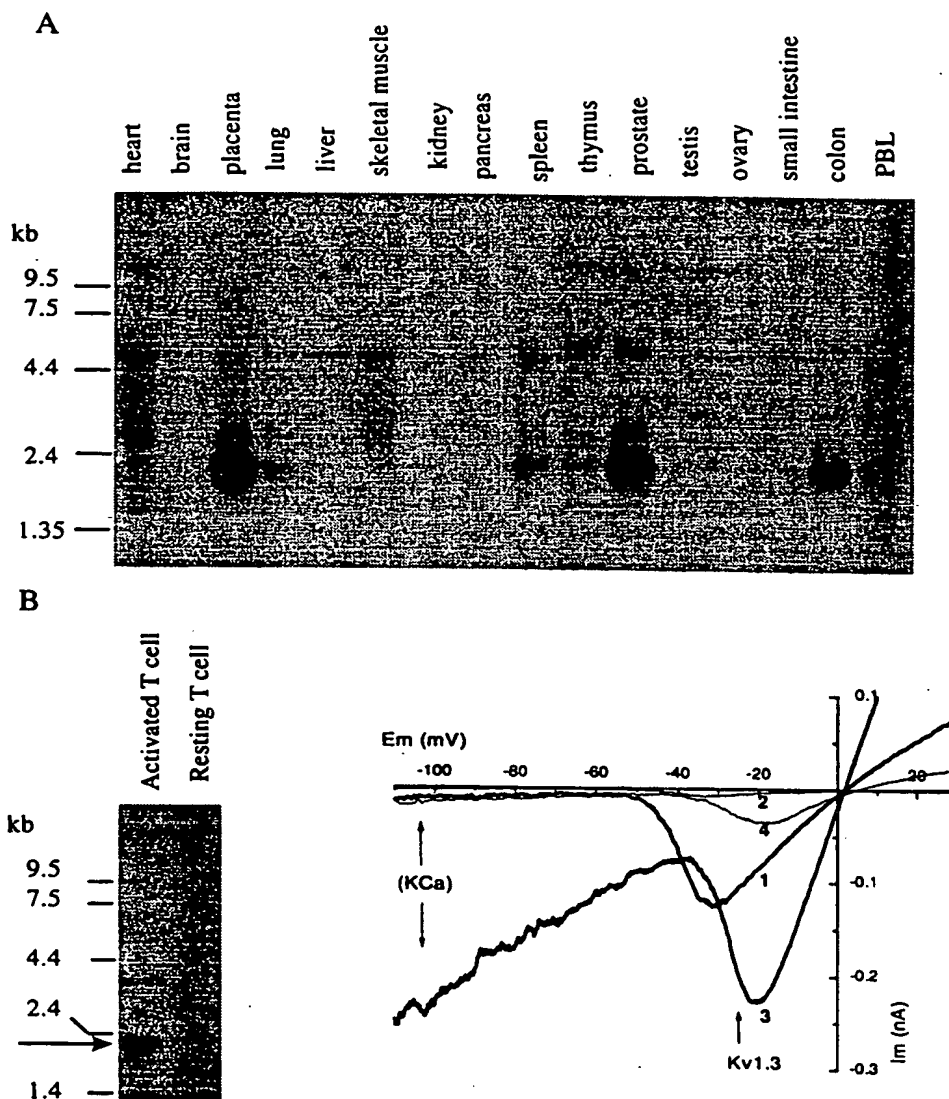 A
heart
brain
placenta
lung
liver
skeletal muscle
kidney
pancreas
spleen
thymus
prostate
testis
ovary
small intestine
colon
PBL
kb
9.5
7.5
4.4
2.4
1.35
B
Activated T cell
Resting T cell
kb
9.5
7.5
4.4
2.4
1.4
Em (mV)
-100
-80
-60
-40
-20
20
0.1
-0.1
-0.2
-0.3
Im (nA)
(KCa)
2
4
1
3
Kv1.3